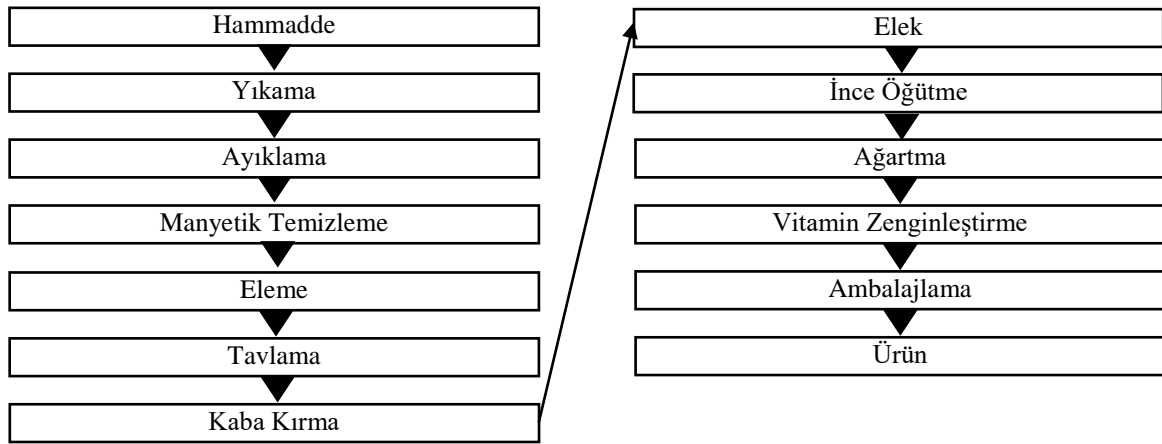 Hammadde
Yıkama
Ayıklama
Manyetik Temizleme
Eleme
Tavlama
Kaba Kırma
Elek
İnce Öğütme
Ağartma
Vitamin Zenginleştirme
Ambalajlama
Ürün